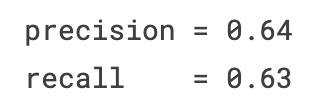 precision = 0.64
recall    = 0.63